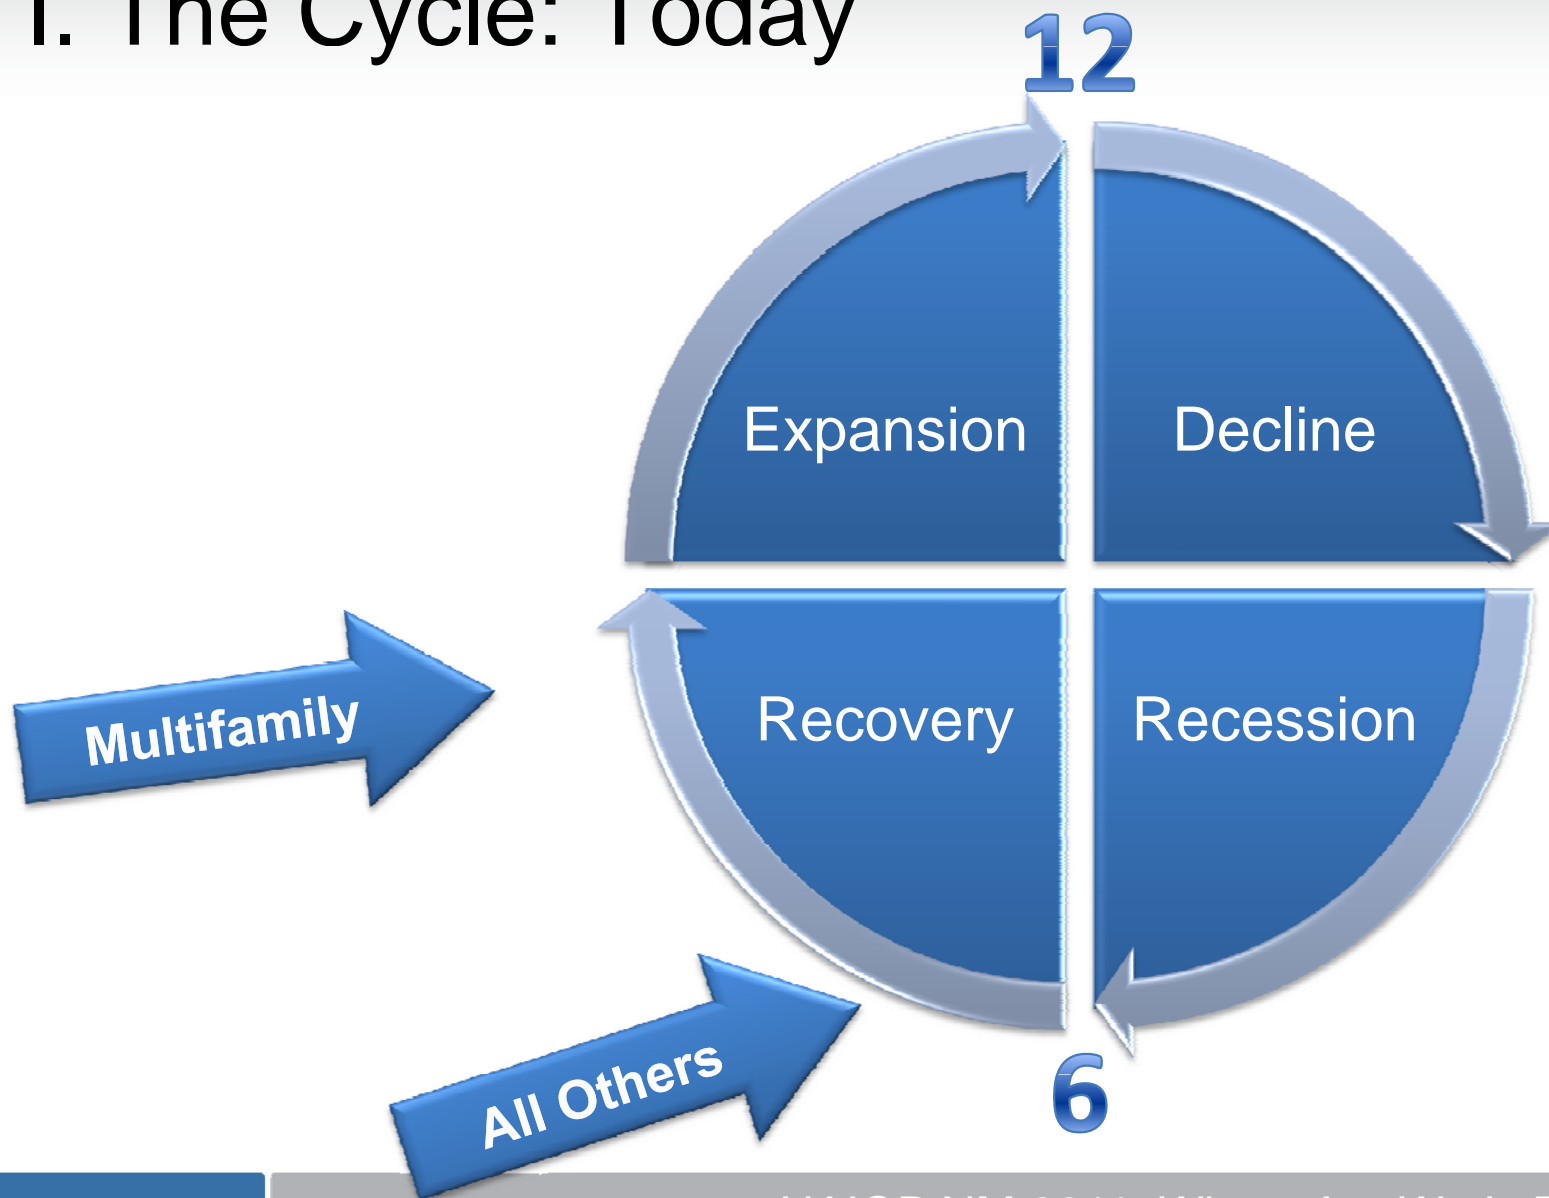 I. The Cycle: Today
12
Expansion
Decline
Multifamily
Recovery
Recession
All Others
6